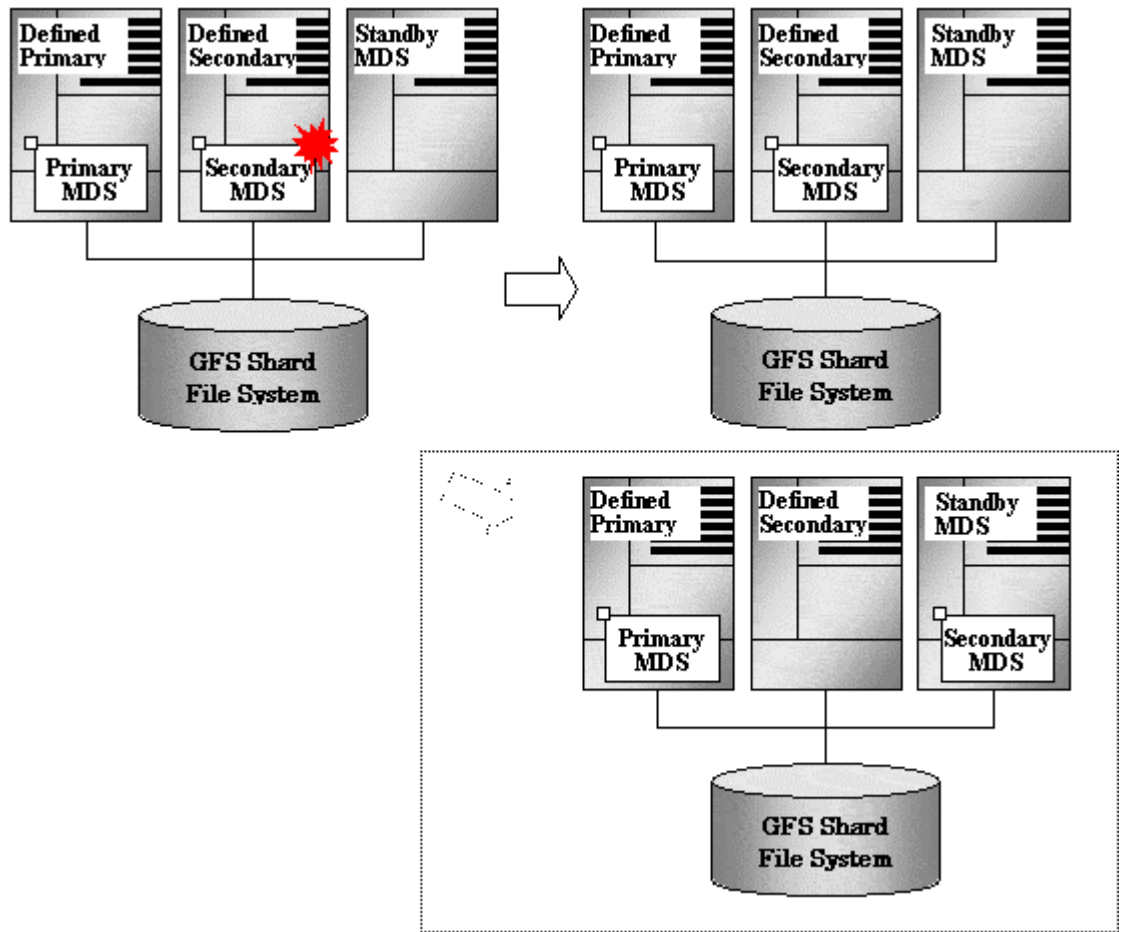 Defined
Primary
Defined
Secondary
Standby
MDS
Primary
MDS
Secondary
MDS
GFS Shard
File System
Defined
Primary
Defined
Secondary
Standby
MDS
Primary
MDS
Secondary
MDS
GFS Shard
File System
Defined
Primary
Defined
Secondary
Standby
MDS
Primary
MDS
Secondary
MDS
GFS Shard
File System